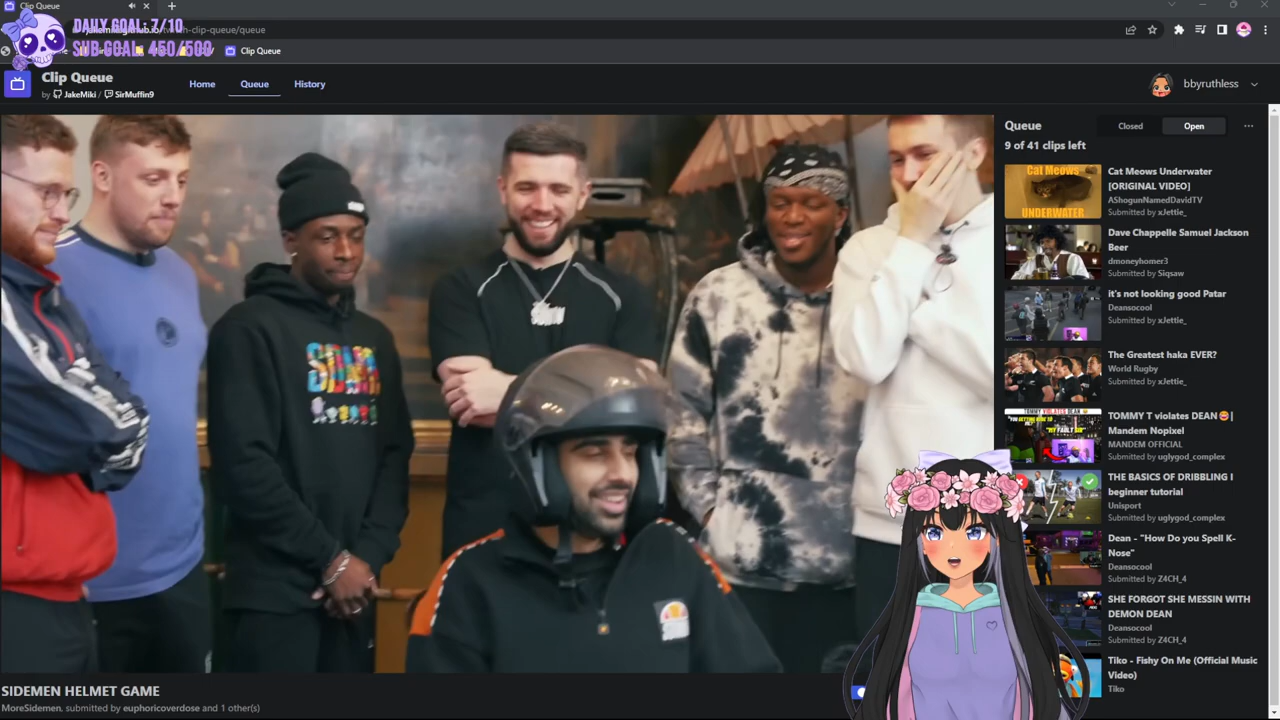 Clip Queue
DAILY GOAL: 7/10
SUB GOAL: 450/500
Clip Queue
Clip Queue
by JakeMiki / SirMuffin9
Home
Queue
History
bbyruthless
Queue
Closed
Open
9 of 41 clips left
Cat Meows
UNDERWATER
Cat Meows Underwater
[ORIGINAL VIDEO]
AShogunNamedDavidTV
Submitted by xJettie_
Dave Chappelle Samuel Jackson
Beer
dmoneyhomer3
Submitted by Siqsaw
it's not looking good Patar
Deansocool
Submitted by xJettie_
The Greatest haka EVER?
World Rugby
Submitted by xJettie_
TOMMY T violates DEAN🤩|
Mandem Nopixel
MANDEM OFFICIAL
Submitted by uglygod_complex
THE BASICS OF DRIBBLING I
beginner tutorial
Unisport
Submitted by uglygod_complex
Dean - "How Do you Spell K-
Nose"
Deansocool
Submitted by Z4CH_4
SHE FORGOT SHE MESSIN WITH
DEMON DEAN
Deansocool
Submitted by Z4CH_4
Tiko - Fishy On Me (Official Music
Video)
Tiko
SIDEMEN HELMET GAME
MoreSidemen, submitted by euphoricoverdose and 1 other(s)